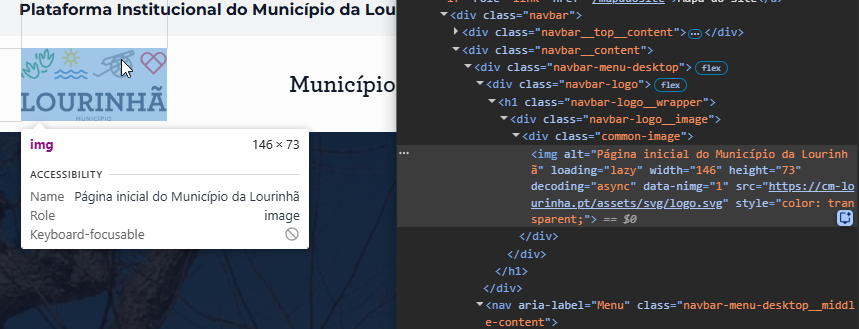 Plataforma Institucional do Município da Lou
LOURINHÃ
MUNICÍPIO
Município
img 146 × 73
ACCESSIBILITY
Name Página inicial do Município da Lourinhã
Role image
Keyboard-focusable
<div class="navbar">
<div class="navbar__top__content"> … </div>
<div class="navbar__content">
<div class="navbar-menu-desktop"> flex
<div class="navbar-logo"> flex
<h1 class="navbar-logo__wrapper">
<div class="navbar-logo__image">
<div class="common-image">
… <img alt="Página inicial do Município da Lourinh
ã" loading="lazy" width="146" height="73"
decoding="async" data-nimg="1" src="https://cm-lo
urinha.pt/assets/svg/logo.svg" style="color: tran
sparent;"> == $0
</div>
</div>
</h1>
</div>
<nav aria-label="Menu" class="navbar-menu-desktop__middl
e-content">